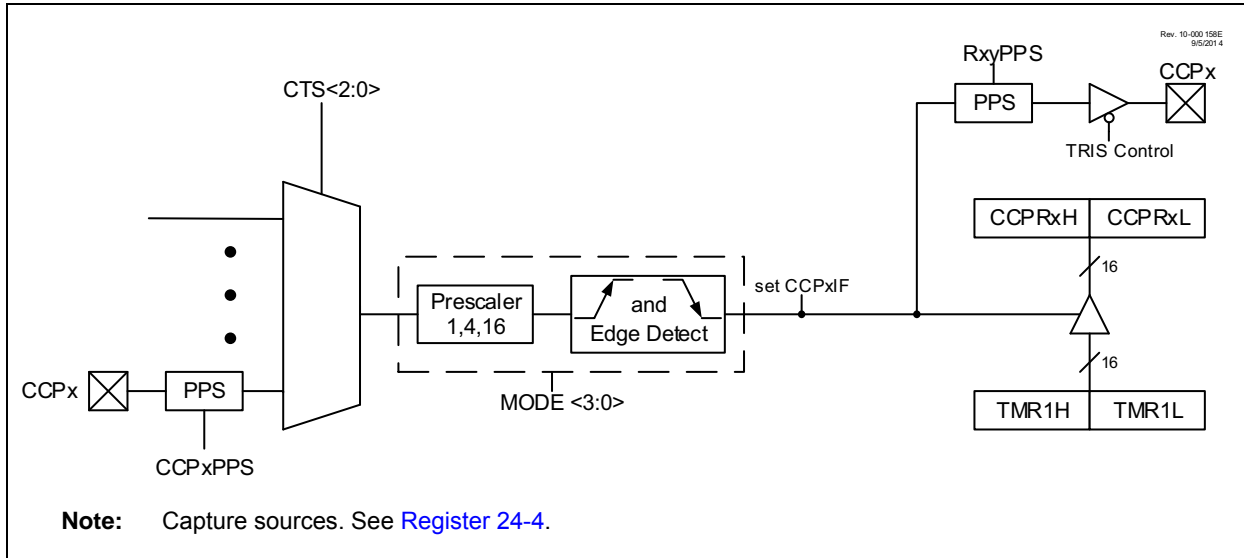 Rev. 10-000 158E
9/5/2014
RxyPPS
CCPx
CTS<2:0>
PPS
TRIS Control
CCPRxH CCPRxL
16
set CCPxIF
Prescaler
1,4,16
and
Edge Detect
16
CCPx
PPS
MODE <3:0>
TMR1H TMR1L
CCPxPPS
Note: Capture sources. See Register 24-4.